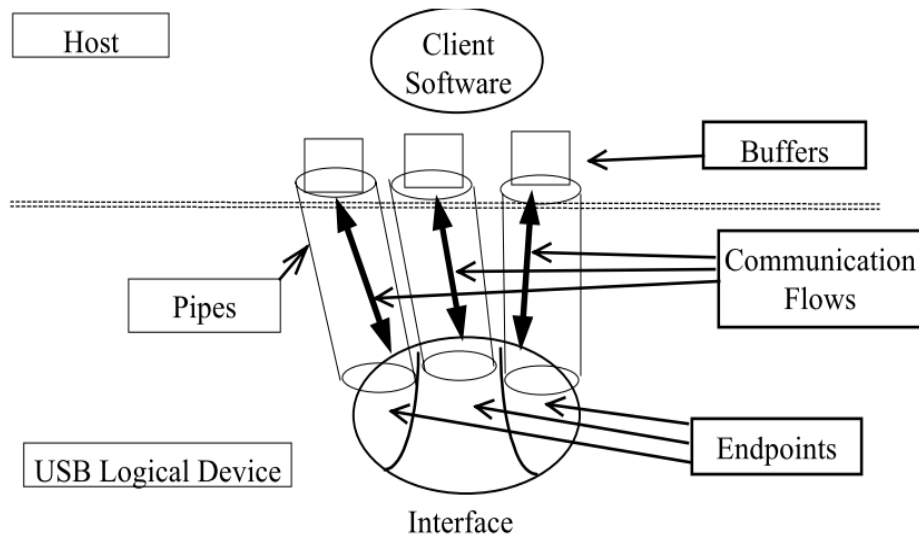 Host
Client
Software
Buffers
Communication
Flows
Pipes
Endpoints
USB Logical Device
Interface